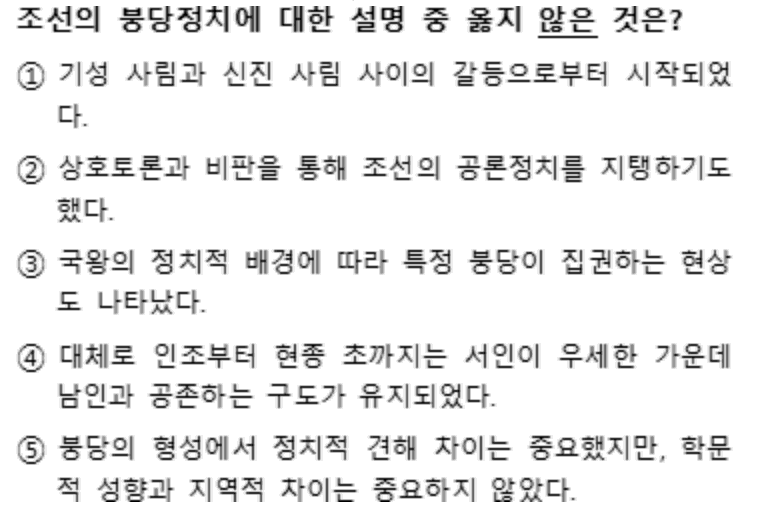 조선의 붕당정치에 대한 설명 중 옳지 않은 것은?
① 기성 사림과 신진 사림 사이의 갈등으로부터 시작되었
다.
② 상호토론과 비판을 통해 조선의 공론정치를 지탱하기도
했다.
③ 국왕의 정치적 배경에 따라 특정 붕당이 집권하는 현상
도 나타났다.
④ 대체로 인조부터 현종 초까지는 서인이 우세한 가운데
남인과 공존하는 구도가 유지되었다.
⑤ 붕당의 형성에서 정치적 견해 차이는 중요했지만, 학문
적 성향과 지역적 차이는 중요하지 않았다.